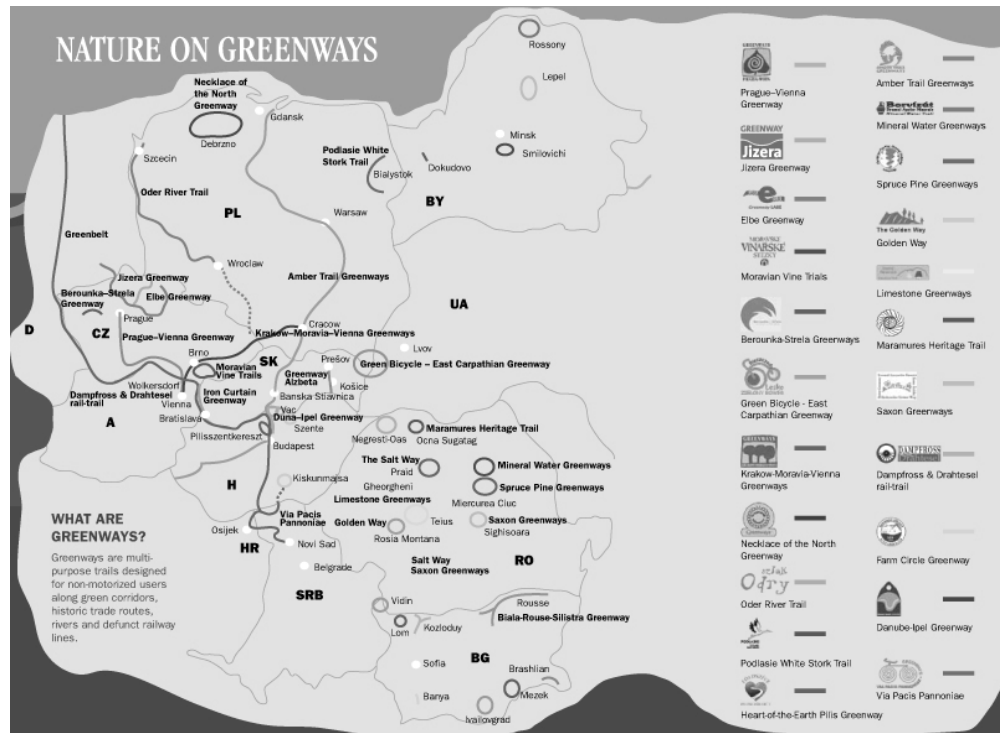 NATURE ON GREENWAYS
Rossony
Lepel
Minsk
Smilovichi
Necklace of
the North
Greenway
Debrzno
Gdansk
Szczecin
Podlasie White
Stork Trail
Bialystok
Dokudovo
BY
Oder River Trail
PL
Warsaw
Greenbelt
Wroclaw
Amber Trail Greenways
Jizera Greenway
Berounka–Strela
Greenway
Elbe Greenway
UA
D
Prague
CZ
Prague–Vienna Greenway
Cracow
Krakow–Moravia–Vienna Greenways
Brno
SK
Prešov
Lvov
Green Bicycle – East Carpathian Greenway
Moravian
Vine Trails
Greenway
Alzbeta
Košice
Wolkersdorf
Dampfross & Drahtesel
rail-trail
Vienna
Iron Curtain
Greenway
Banska Stiavnica
A
Bratislava
Vac
Duna–Ipel Greenway
Szente
Pilisszentkereszt
Budapest
Negresti-Oas
Maramures Heritage Trail
Ocna Sugatag
The Salt Way
Praid
Gheorgheni
Mineral Water Greenways
Spruce Pine Greenways
Miercurea Ciuc
H
Kiskunmajsa
Limestone Greenways
Via Pacis
Pannoniae
Golden Way
Teius
Rosia Montana
Saxon Greenways
Sighisoara
Osijek
HR
Novi Sad
Belgrade
SRB
Salt Way
Saxon Greenways
RO
Vidin
Lom
Kozloduy
Rousse
Biala-Rouse-Silistra Greenway
Sofia
BG
Brashlian
Banya
Mezek
Ivailovgrad
WHAT ARE
GREENWAYS?
Greenways are multi-
purpose trails designed
for non-motorized users
along green corridors,
historic trade routes,
rivers and defunct railway
lines.
Prague–Vienna
Greenway
GREENWAY
Jizera
Jizera Greenway
Elbe Greenway
Moravian Vine Trials
Berounka-Strela Greenways
Green Bicycle - East
Carpathian Greenway
GREENWAYS
Krakow-Moravia-Vienna
Greenways
Necklace of the North
Greenway
Odry
Oder River Trail
Podlasie White Stork Trail
Heart-of-the-Earth Pilis Greenway
Amber Trail Greenways
Mineral Water Greenways
Spruce Pine Greenways
The Golden Way
Golden Way
Limestone Greenways
Maramures Heritage Trail
Saxon Greenways
DAMPFROSS
Dampfross & Drahtesel
rail-trail
Farm Circle Greenway
Danube-Ipel Greenway
VIA PACIS PANNONIAE
Via Pacis Pannoniae